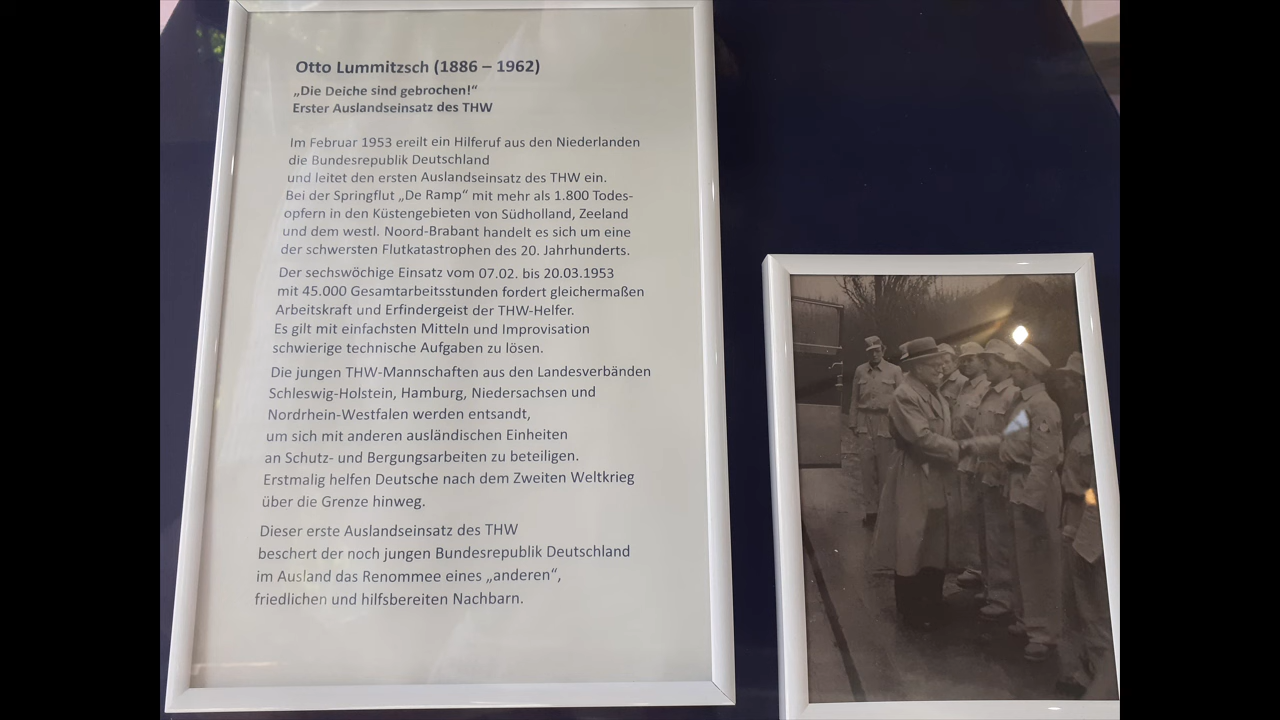 Otto Lummitzsch (1886 – 1962)
„Die Deiche sind gebrochen!“
Erster Auslandseinsatz des THW
Im Februar 1953 ereilt ein Hilferuf aus den Niederlanden
die Bundesrepublik Deutschland
und leitet den ersten Auslandseinsatz des THW ein.
Bei der Springflut „De Ramp“ mit mehr als 1.800 Todes-
opfern in den Küstengebieten von Südholland, Zeeland
und dem westl. Noord-Brabant handelt es sich um eine
der schwersten Flutkatastrophen des 20. Jahrhunderts.
Der sechswöchige Einsatz vom 07.02. bis 20.03.1953
mit 45.000 Gesamtarbeitsstunden fordert gleichermaßen
Arbeitskraft und Erfindergeist der THW-Helfer.
Es gilt mit einfachsten Mitteln und Improvisation
schwierige technische Aufgaben zu lösen.
Die jungen THW-Mannschaften aus den Landesverbänden
Schleswig-Holstein, Hamburg, Niedersachsen und
Nordrhein-Westfalen werden entsandt,
um sich mit anderen ausländischen Einheiten
an Schutz- und Bergungsarbeiten zu beteiligen.
Erstmalig helfen Deutsche nach dem Zweiten Weltkrieg
über die Grenze hinweg.
Dieser erste Auslandseinsatz des THW
beschert der noch jungen Bundesrepublik Deutschland
im Ausland das Renommee eines „anderen“,
friedlichen und hilfsbereiten Nachbarn.